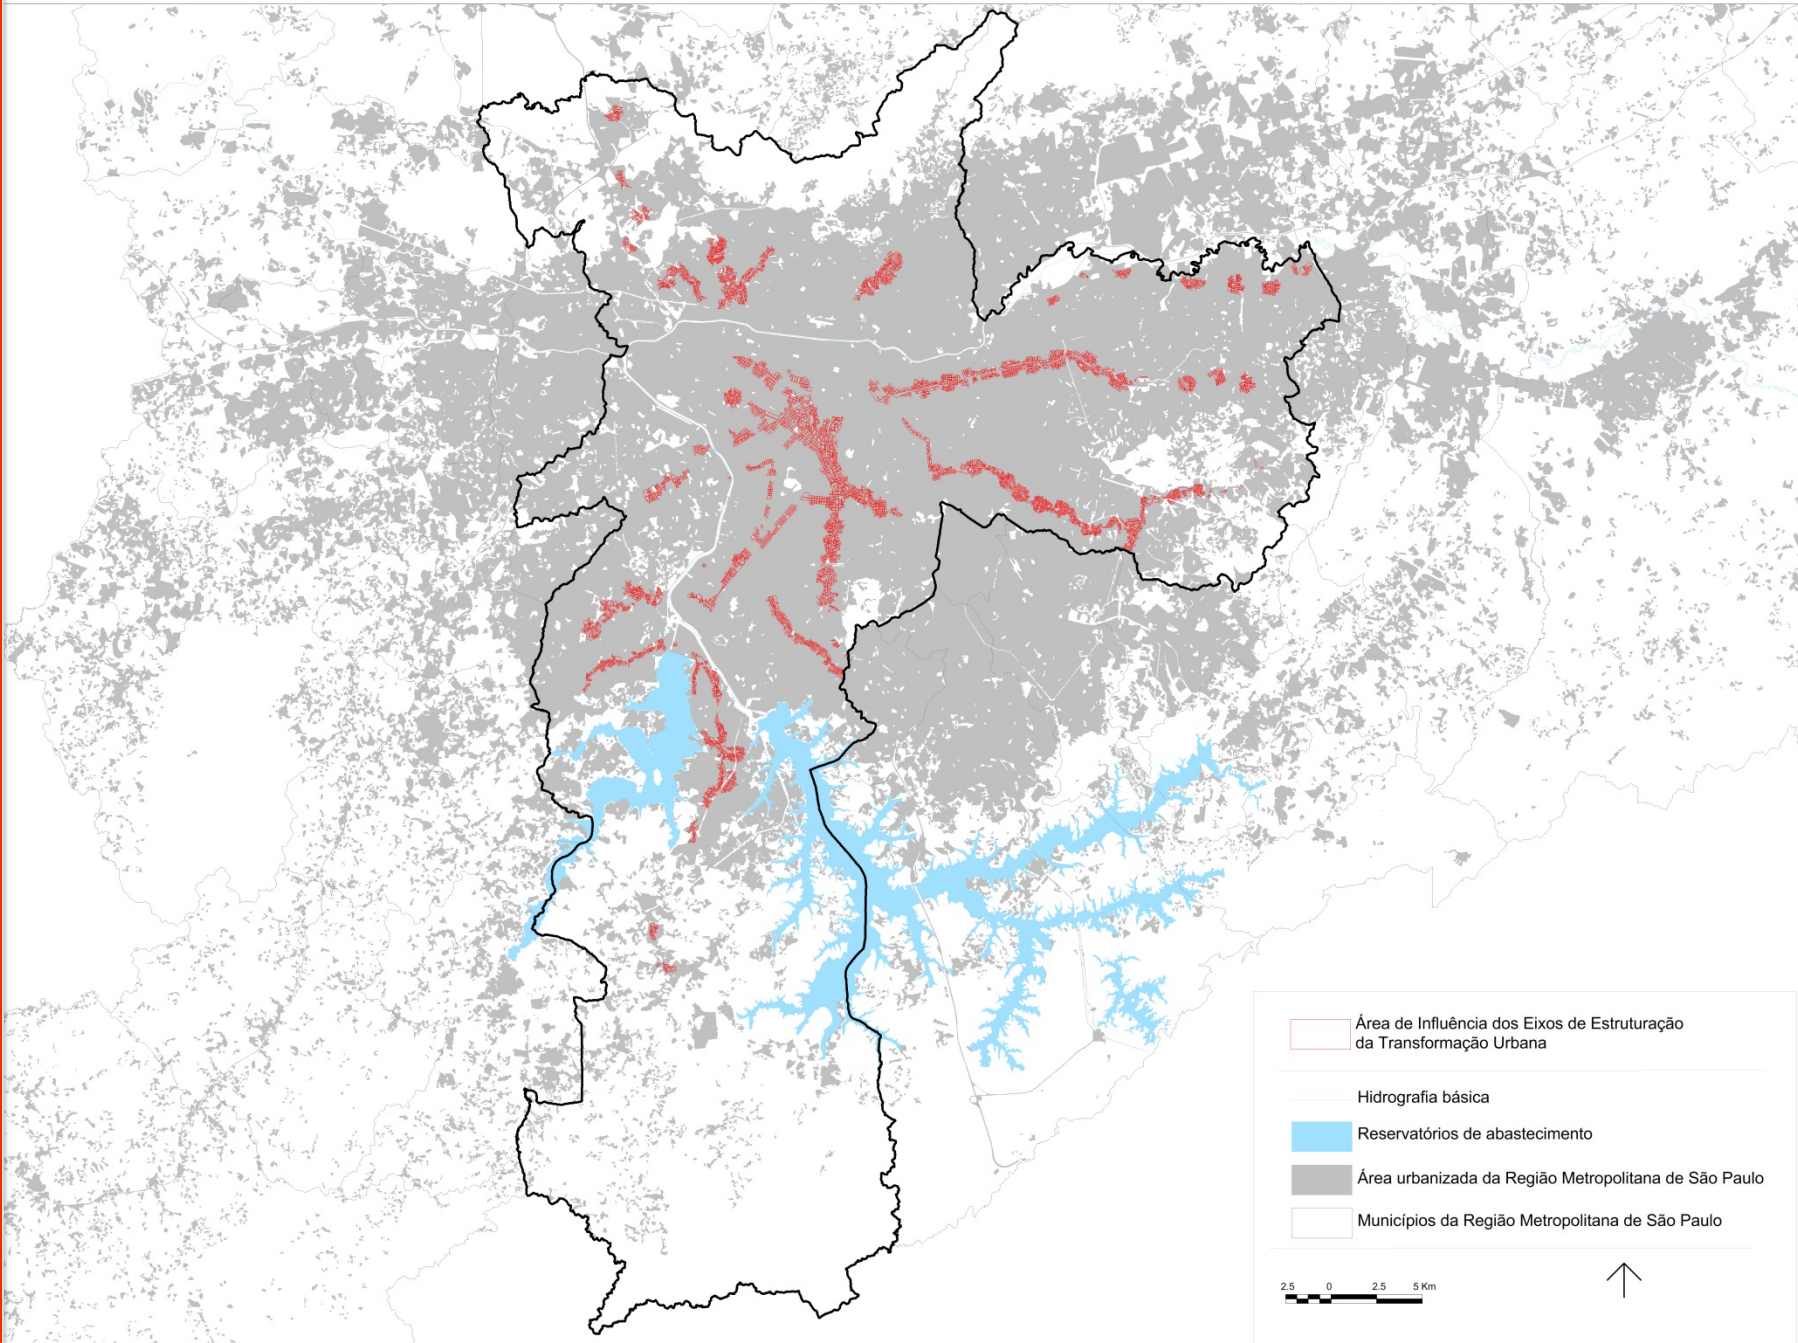 Área de Influência dos Eixos de Estruturação
da Transformação Urbana
Hidrografia básica
Reservatórios de abastecimento
Área urbanizada da Região Metropolitana de São Paulo
Municípios da Região Metropolitana de São Paulo
2.5 0 2.5 5 Km